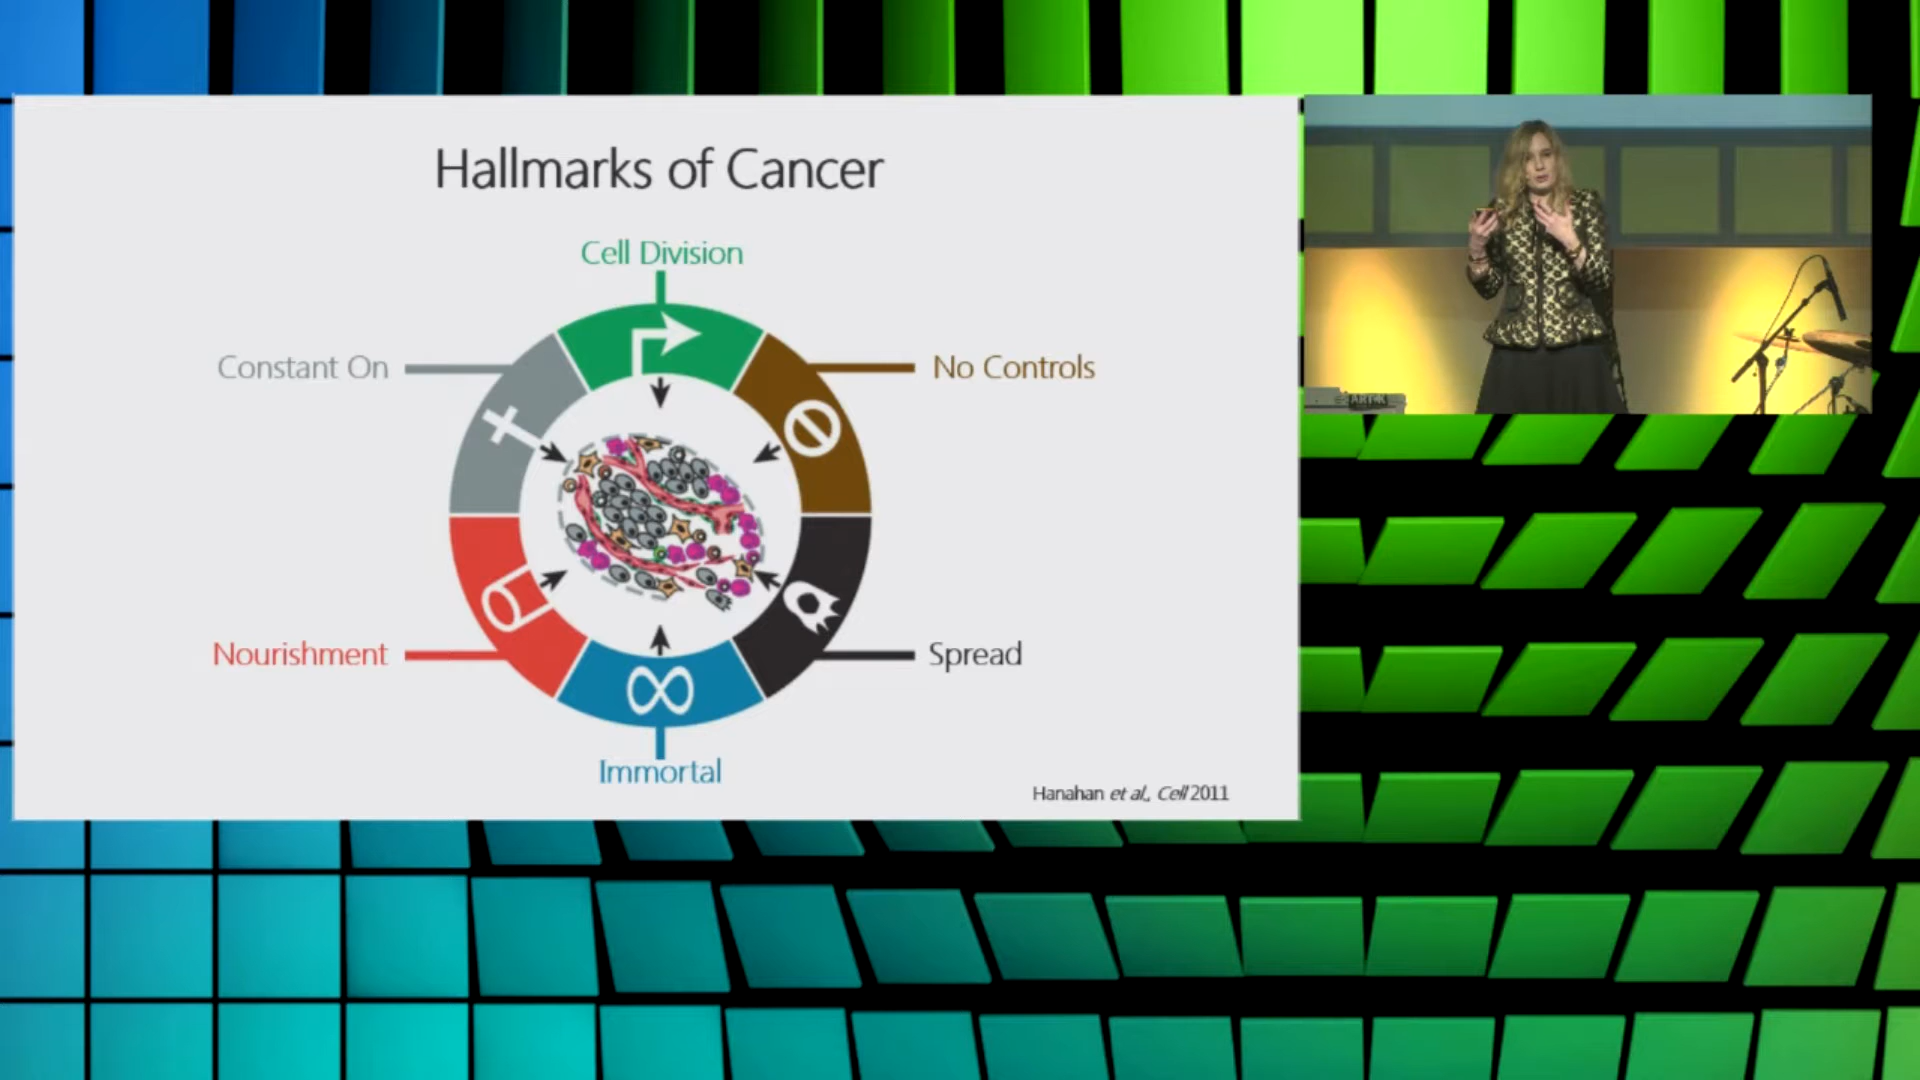 Hallmarks of Cancer
Cell Division
Constant On
No Controls
Nourishment
Spread
Immortal
Hanahan et al., Cell 2011